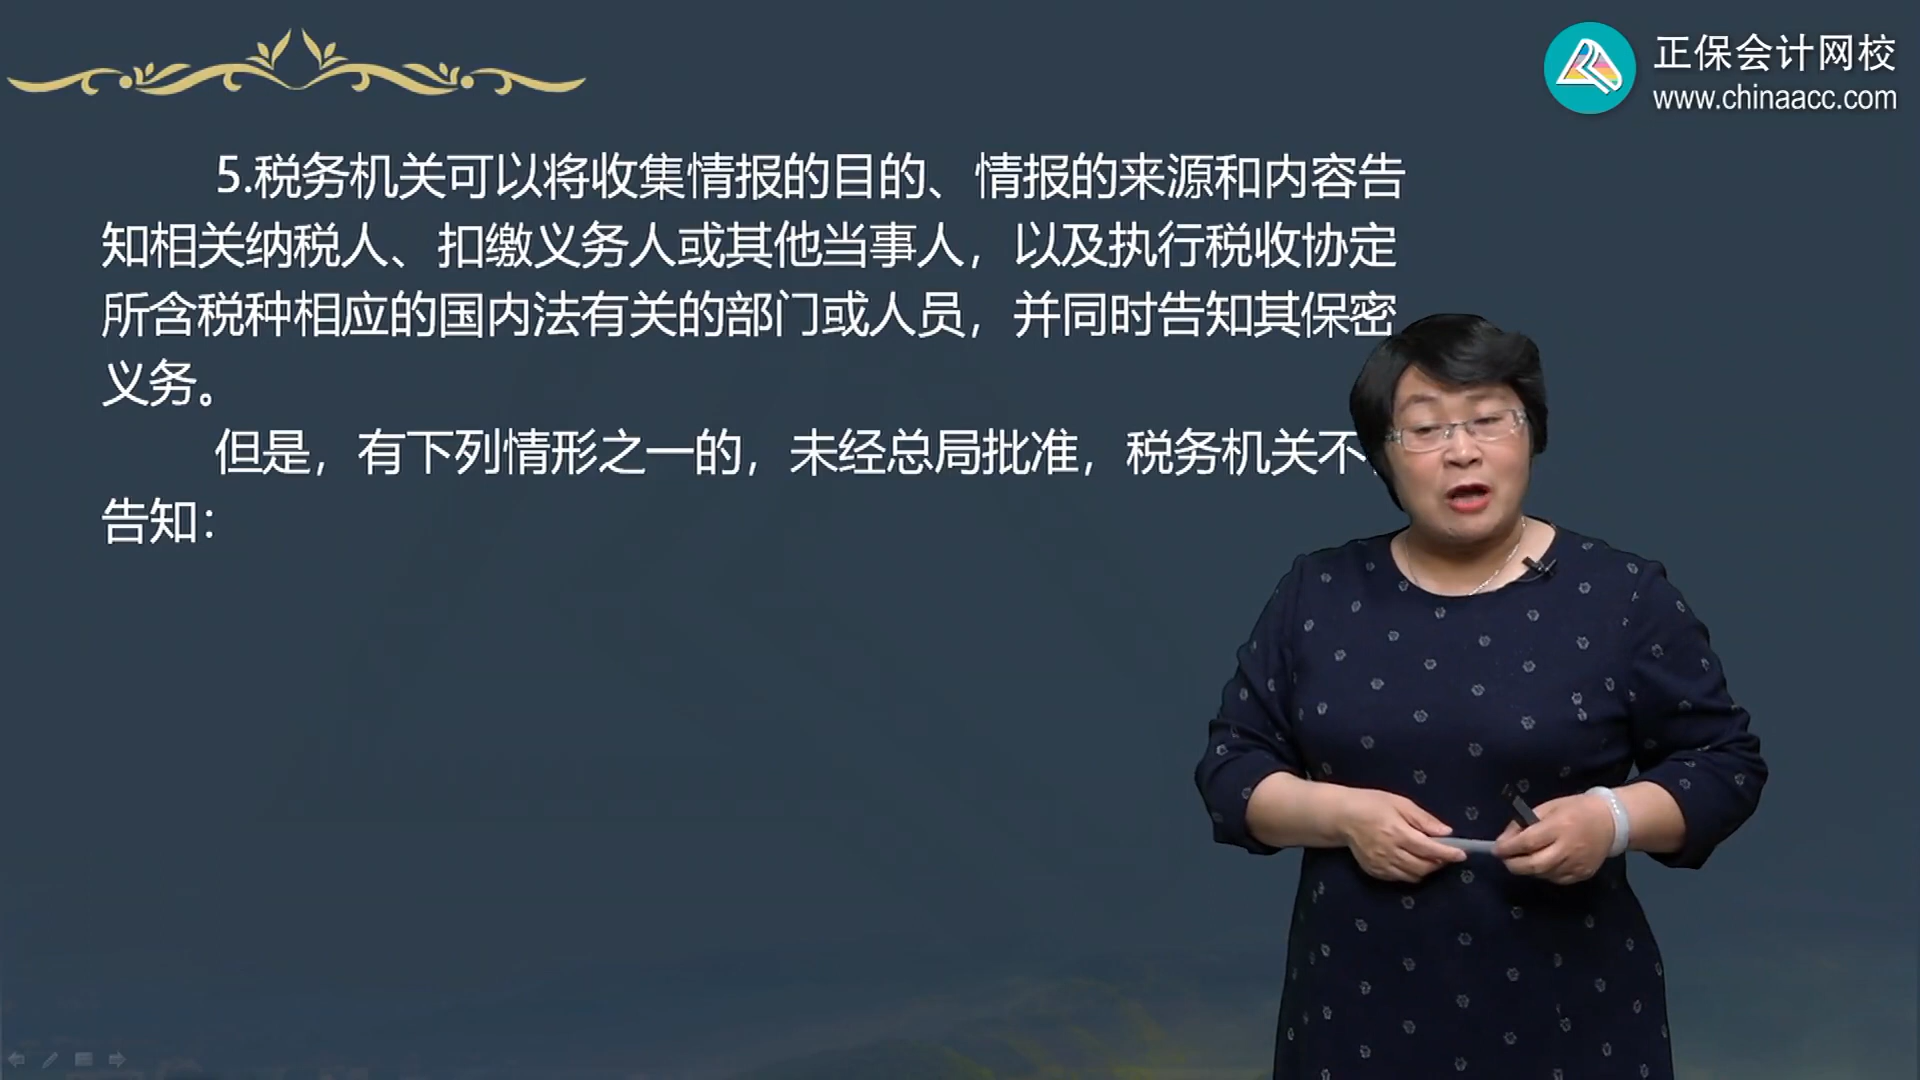 正保会计网校
www.chinaacc.com
5.税务机关可以将收集情报的目的、情报的来源和内容告
知相关纳税人、扣缴义务人或其他当事人，以及执行税收协定
所含税种相应的国内法有关的部门或人员，并同时告知其保密
义务。
但是，有下列情形之一的，未经总局批准，税务机关不
告知：